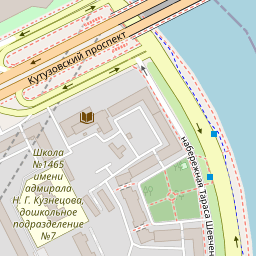 Кутузовский проспект
набережная Тараса Шевчен
Школа
№1465
имени
адмирала
Н. Г. Кузнецова,
дошкольное
подразделение
№7